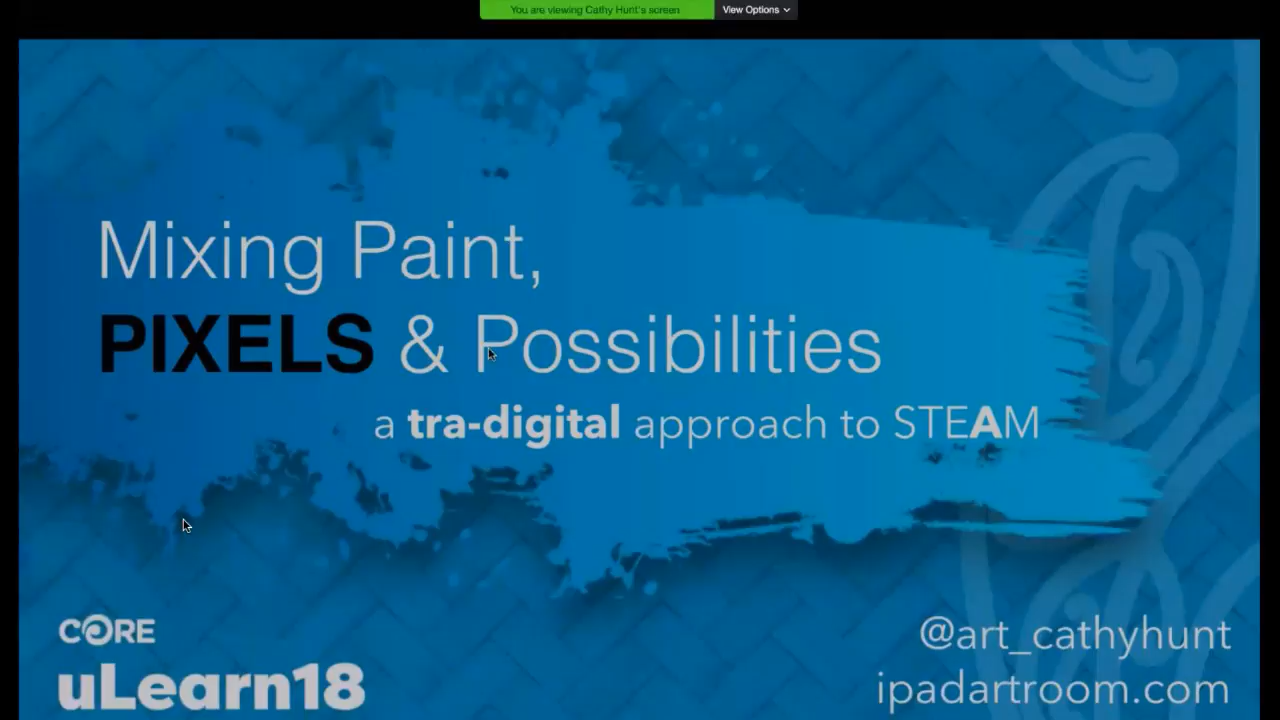 You are viewing Cathy Hunt's screen View Options
Mixing Paint,
PIXELS & Possibilities
a tra-digital approach to STEAM
CORE
uLearn18
@art_cathyhunt
ipadartroom.com